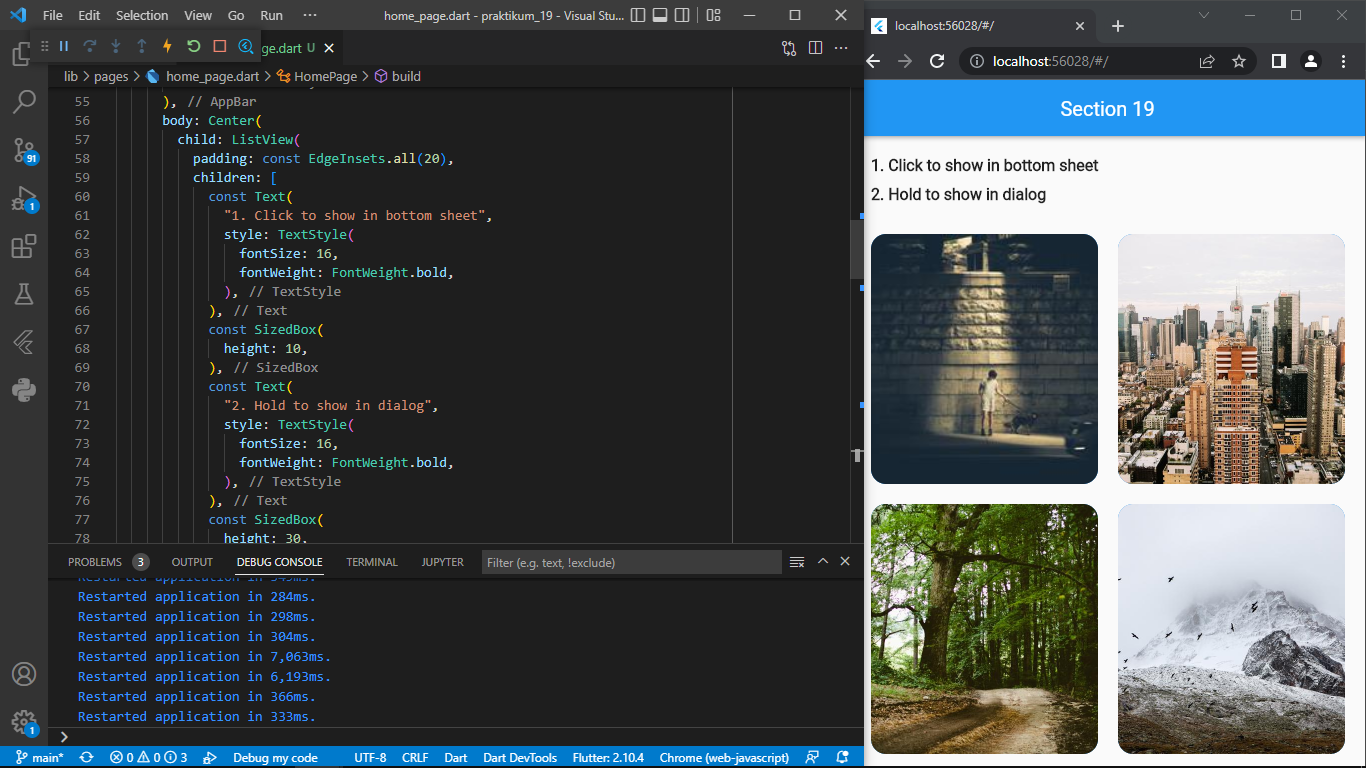 File Edit Selection View Go Run ··· home_page.dart - praktikum_19 - Visual Stu...
ge.dart U
lib > pages > home_page.dart > HomePage > build
55 ), // AppBar
56 body: Center(
57 child: ListView(
58 padding: const EdgeInsets.all(20),
59 children: [
60 const Text(
61 "1. Click to show in bottom sheet",
62 style: TextStyle(
63 fontSize: 16,
64 fontWeight: FontWeight.bold,
65 ), // TextStyle
66 ), // Text
67 const SizedBox(
68 height: 10,
69 ), // SizedBox
70 const Text(
71 "2. Hold to show in dialog",
72 style: TextStyle(
73 fontSize: 16,
74 fontWeight: FontWeight.bold,
75 ), // TextStyle
76 ), // Text
77 const SizedBox(
78 height: 30,
91
1
PROBLEMS 3 OUTPUT DEBUG CONSOLE TERMINAL JUPYTER Filter (e.g. text, !exclude)
Restarted application in 349ms.
Restarted application in 284ms.
Restarted application in 298ms.
Restarted application in 304ms.
Restarted application in 7,063ms.
Restarted application in 6,193ms.
Restarted application in 366ms.
Restarted application in 333ms.
1
main* 0 0 3 Debug my code UTF-8 CRLF Dart Dart DevTools Flutter: 2.10.4 Chrome (web-javascript)
localhost:56028/#/
localhost:56028/#/
Section 19
1. Click to show in bottom sheet
2. Hold to show in dialog